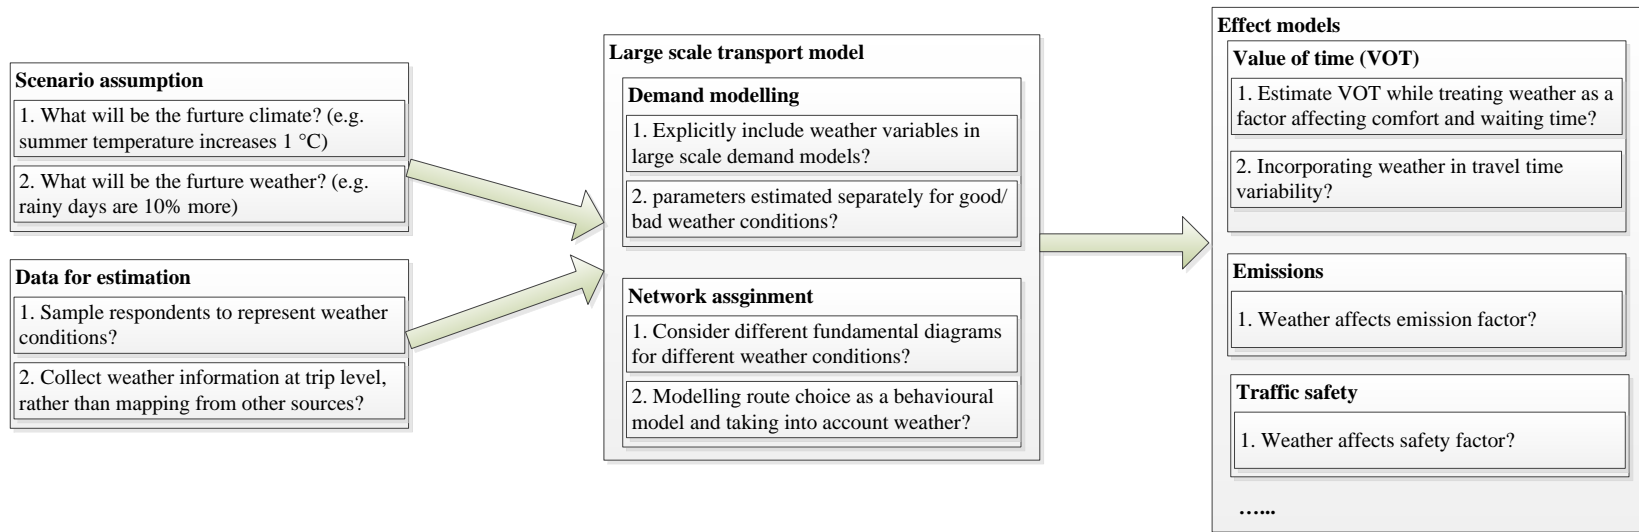 Scenario assumption
1. What will be the furture climate? (e.g.
summer temperature increases 1 °C)
2. What will be the furture weather? (e.g.
rainy days are 10% more)
Data for estimation
1. Sample respondents to represent weather
conditions?
2. Collect weather information at trip level,
rather than mapping from other sources?
Large scale transport model
Demand modelling
1. Explicitly include weather variables in
large scale demand models?
2. parameters estimated separately for good/
bad weather conditions?
Network assginment
1. Consider different fundamental diagrams
for different weather conditions?
2. Modelling route choice as a behavioural
model and taking into account weather?
Effect models
Value of time (VOT)
1. Estimate VOT while treating weather as a
factor affecting comfort and waiting time?
2. Incorporating weather in travel time
variability?
Emissions
1. Weather affects emission factor?
Traffic safety
1. Weather affects safety factor?
…...